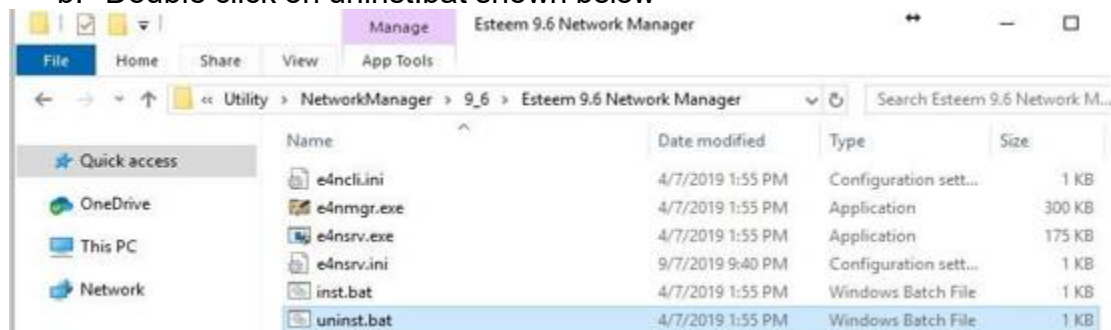 b. Double click on uninst.bat shown below
Manage Esteem 9.6 Network Manager
File Home Share View App Tools
« Utility › NetworkManager › 9_6 › Esteem 9.6 Network Manager Search Esteem 9.6 Network M...
Name Date modified Type Size
Quick access
e4ncli.ini 4/7/2019 1:55 PM Configuration sett... 1 KB
OneDrive
e4nmgr.exe 4/7/2019 1:55 PM Application 300 KB
This PC
e4nsrv.exe 4/7/2019 1:55 PM Application 175 KB
e4nsrv.ini 9/7/2019 9:40 PM Configuration sett... 1 KB
Network
inst.bat 4/7/2019 1:55 PM Windows Batch File 1 KB
uninst.bat 4/7/2019 1:55 PM Windows Batch File 1 KB